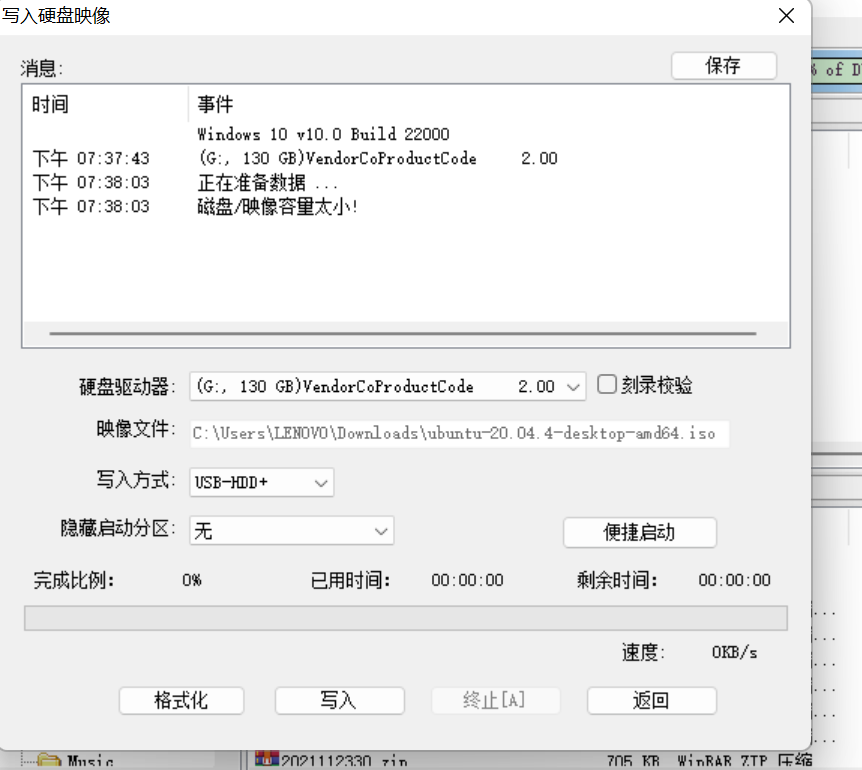 写入硬盘映像
消息:
保存
% of D
时间 事件
Windows 10 v10.0 Build 22000
下午 07:37:43 (G:, 130 GB)VendorCoProductCode 2.00
下午 07:38:03 正在准备数据 ...
下午 07:38:03 磁盘/映像容量太小!
硬盘驱动器: (G:, 130 GB)VendorCoProductCode 2.00 刻录校验
映像文件: C:\Users\LENOVO\Downloads\ubuntu-20.04.4-desktop-amd64.iso
写入方式: USB-HDD+
隐藏启动分区: 无 便捷启动
完成比例: 0% 已用时间: 00:00:00 剩余时间: 00:00:00
速度: 0KB/s
格式化 写入 终止[A] 返回
Music 2021112330.zip 705 KB WinRAR ZIP 压缩